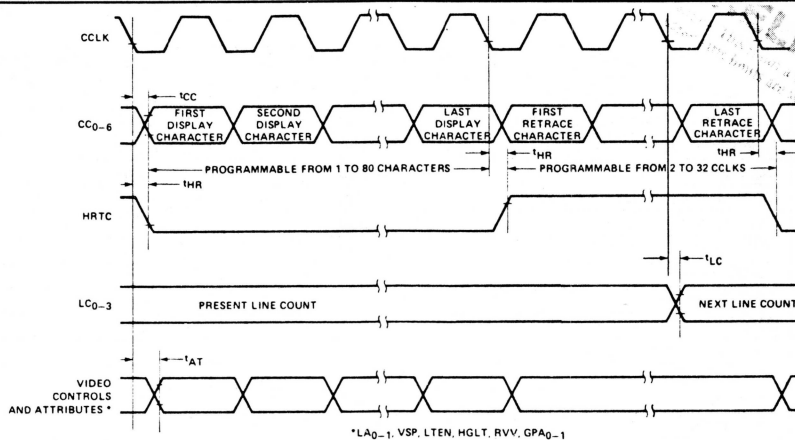 CCLK
tCC
CC0–6
FIRST DISPLAY CHARACTER
SECOND DISPLAY CHARACTER
LAST DISPLAY CHARACTER
FIRST RETRACE CHARACTER
LAST RETRACE CHARACTER
tHR
tHR
PROGRAMMABLE FROM 1 TO 80 CHARACTERS
PROGRAMMABLE FROM 2 TO 32 CCLKS
tHR
HRTC
tLC
LC0–3
PRESENT LINE COUNT
NEXT LINE COUNT
tAT
VIDEO
CONTROLS
AND ATTRIBUTES *
*LA0–1, VSP, LTEN, HGLT, RVV, GPA0–1